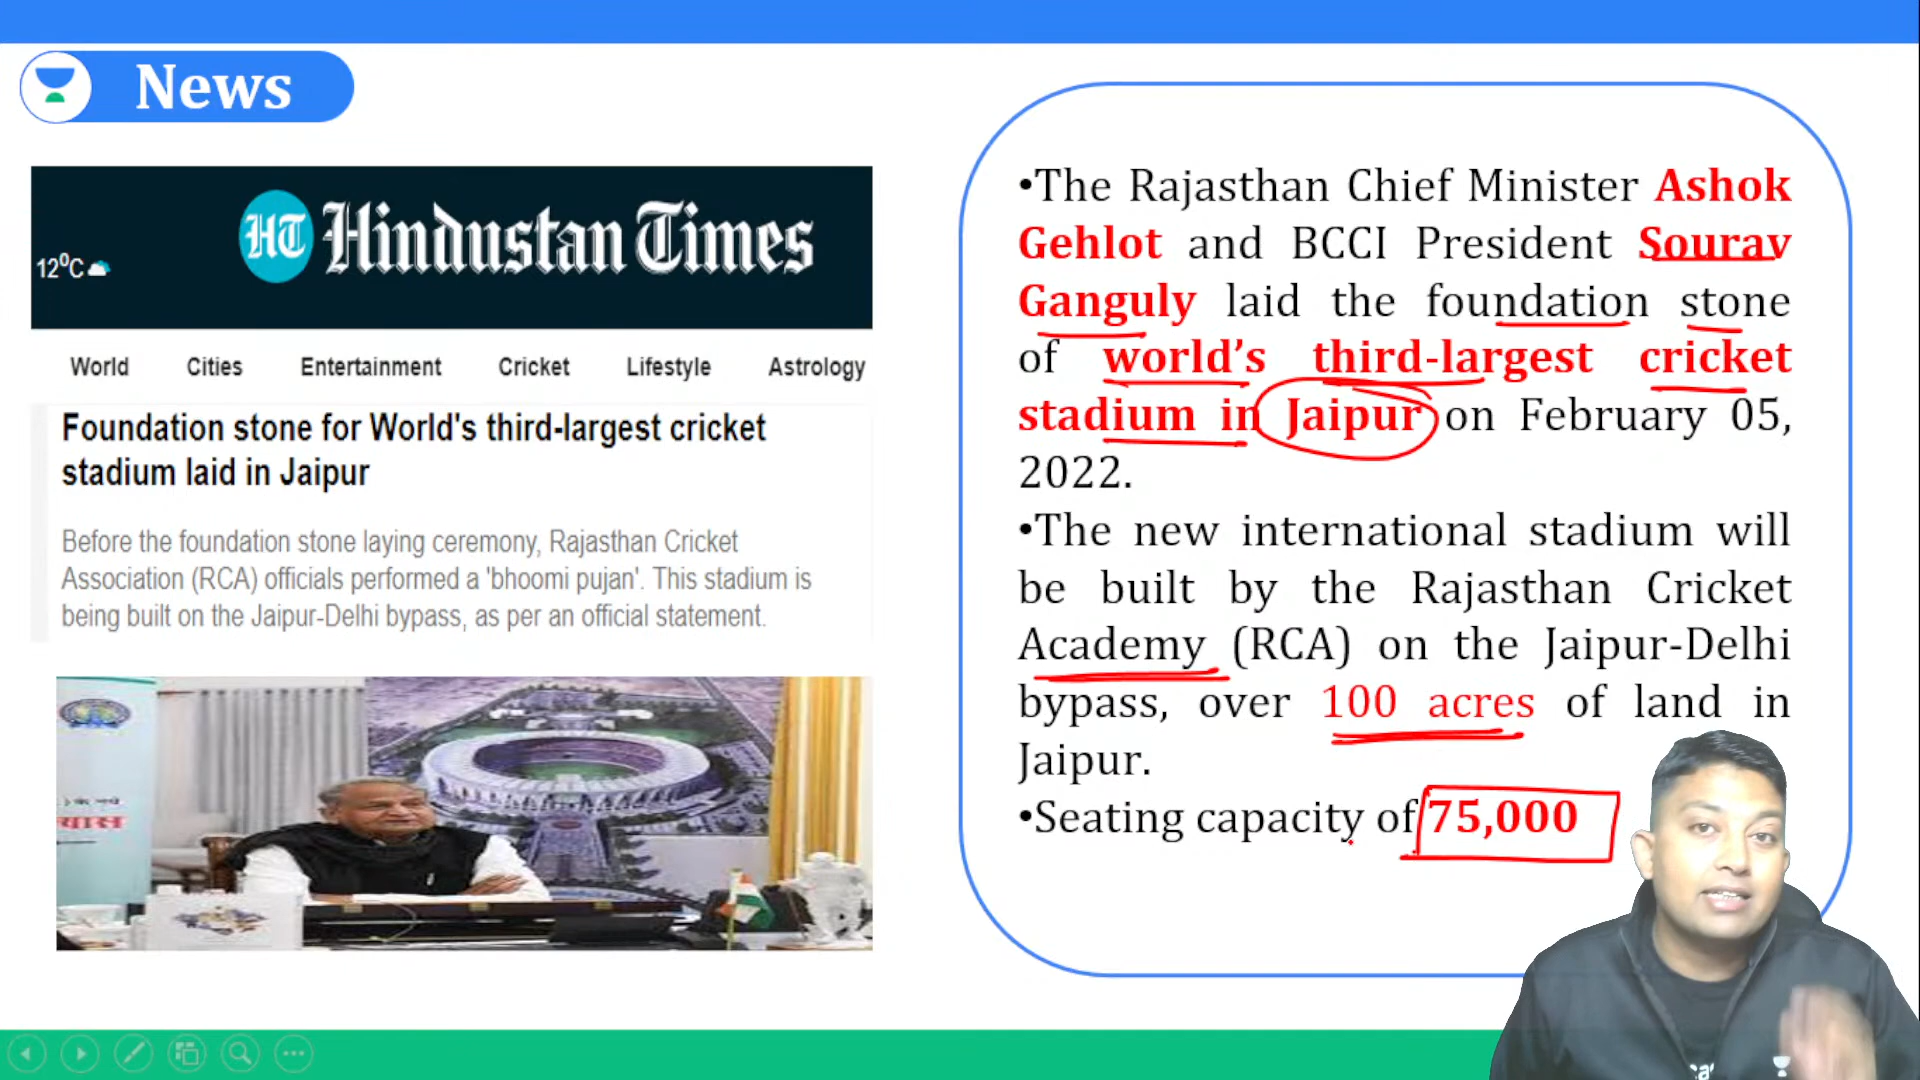 News
12°C
HT Hindustan Times
World Cities Entertainment Cricket Lifestyle Astrology
Foundation stone for World's third-largest cricket
stadium laid in Jaipur
Before the foundation stone laying ceremony, Rajasthan Cricket
Association (RCA) officials performed a 'bhoomi pujan'. This stadium is
being built on the Jaipur-Delhi bypass, as per an official statement.
•The Rajasthan Chief Minister Ashok
Gehlot and BCCI President Sourav
Ganguly laid the foundation stone
of world's third-largest cricket
stadium in Jaipur on February 05,
2022.
•The new international stadium will
be built by the Rajasthan Cricket
Academy (RCA) on the Jaipur-Delhi
bypass, over 100 acres of land in
Jaipur.
•Seating capacity of 75,000